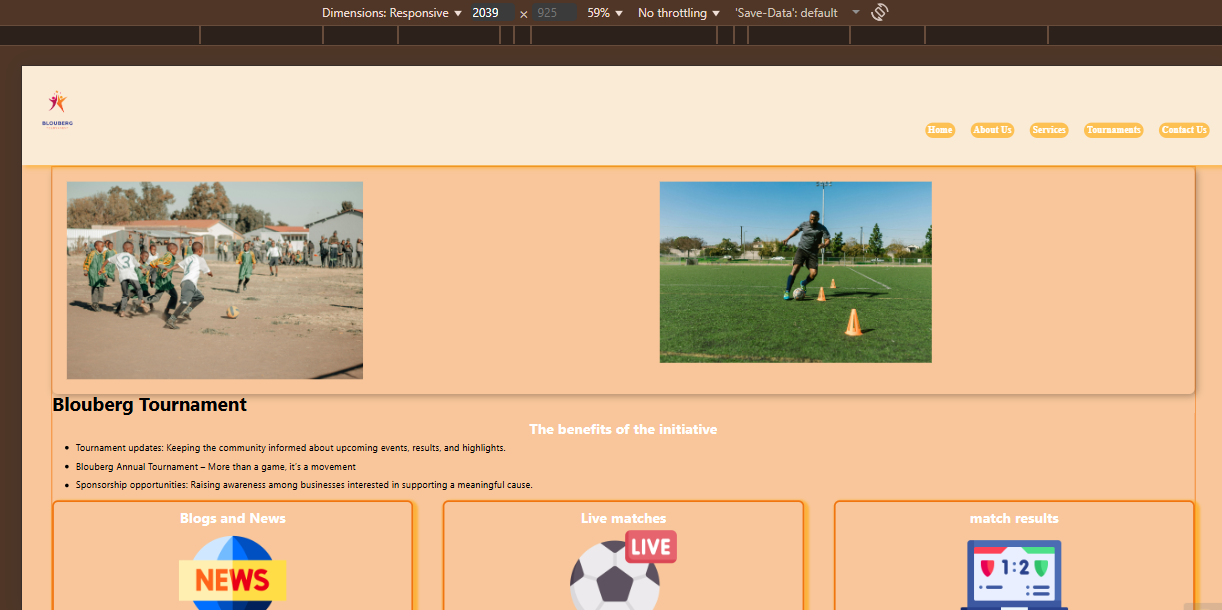 Dimensions: Responsive 2039 × 925 59% No throttling 'Save-Data': default
BLOUBERG
Home About Us Services Tournaments Contact Us
3
Blouberg Tournament
The benefits of the initiative
Tournament updates: Keeping the community informed about upcoming events, results, and highlights.
Blouberg Annual Tournament – More than a game, it's a movement
Sponsorship opportunities: Raising awareness among businesses interested in supporting a meaningful cause.
Blogs and News Live matches match results
NEWS LIVE 1:2